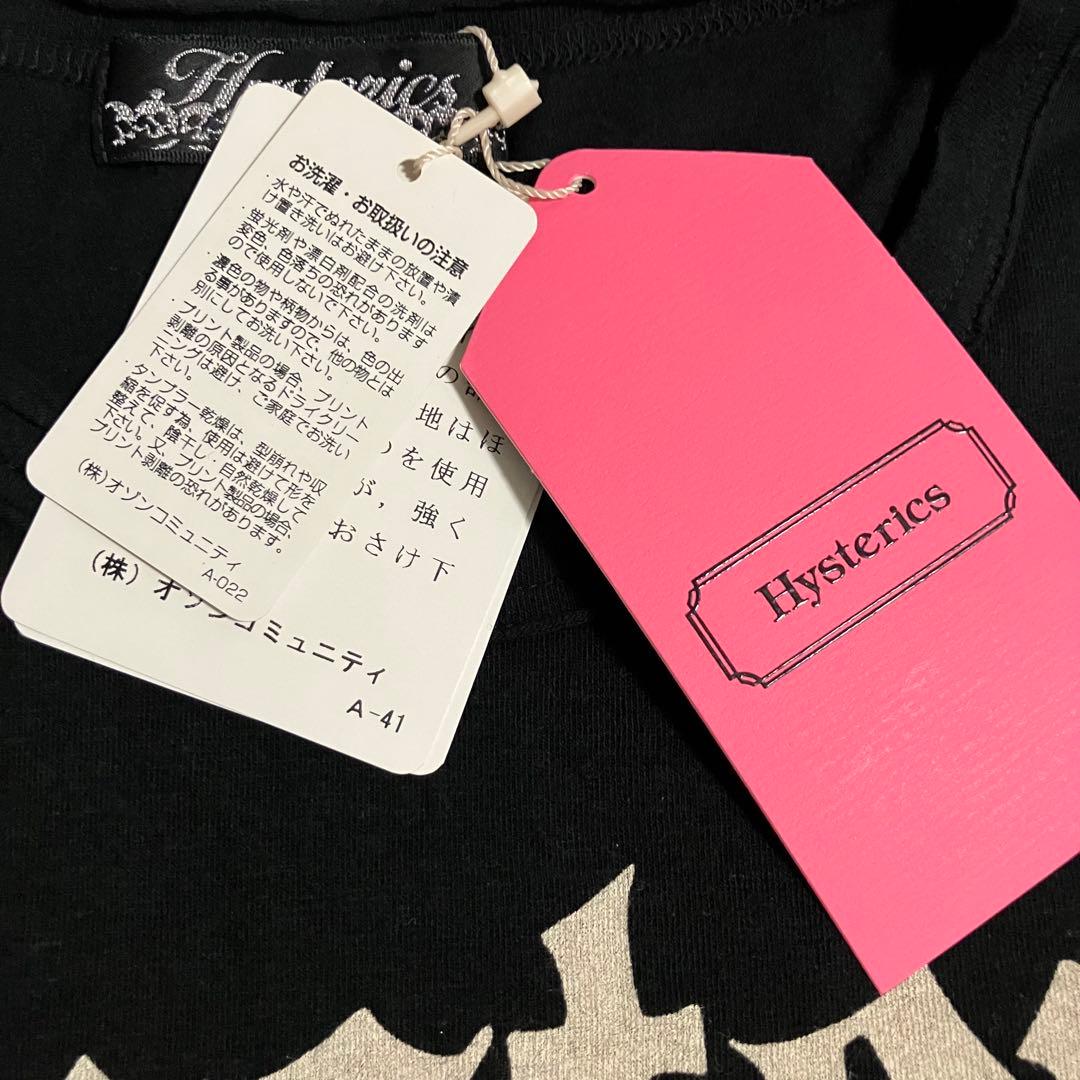 Hysterics
お洗濯・お取扱いの注意
・水や汗でぬれたままの放置や漬
け置き洗いはお避け下さい。
・蛍光剤や漂白剤配合の洗剤は
変色、色落ちの恐れがあります
ので使用しないで下さい。
・濃色の物や柄物からは、色の出
る事がありますので、他の物とは
別にしてお洗い下さい。
・プリント製品の場合、プリント
剥離の原因となるドライクリー
ニングは避け、ご家庭でお洗い
下さい。
・タンブラー乾燥は、型崩れや収
縮を促す為、使用は避けて形を
整えて、陰干し、自然乾燥して
下さい。又、プリント製品の場合、
プリント剥離の恐れがあります。
(株)オゾンコミュニティ
A-022
地はほ
を使用
強く
おさけ下
(株)オゾンコミュニティ
A-41
Hysterics